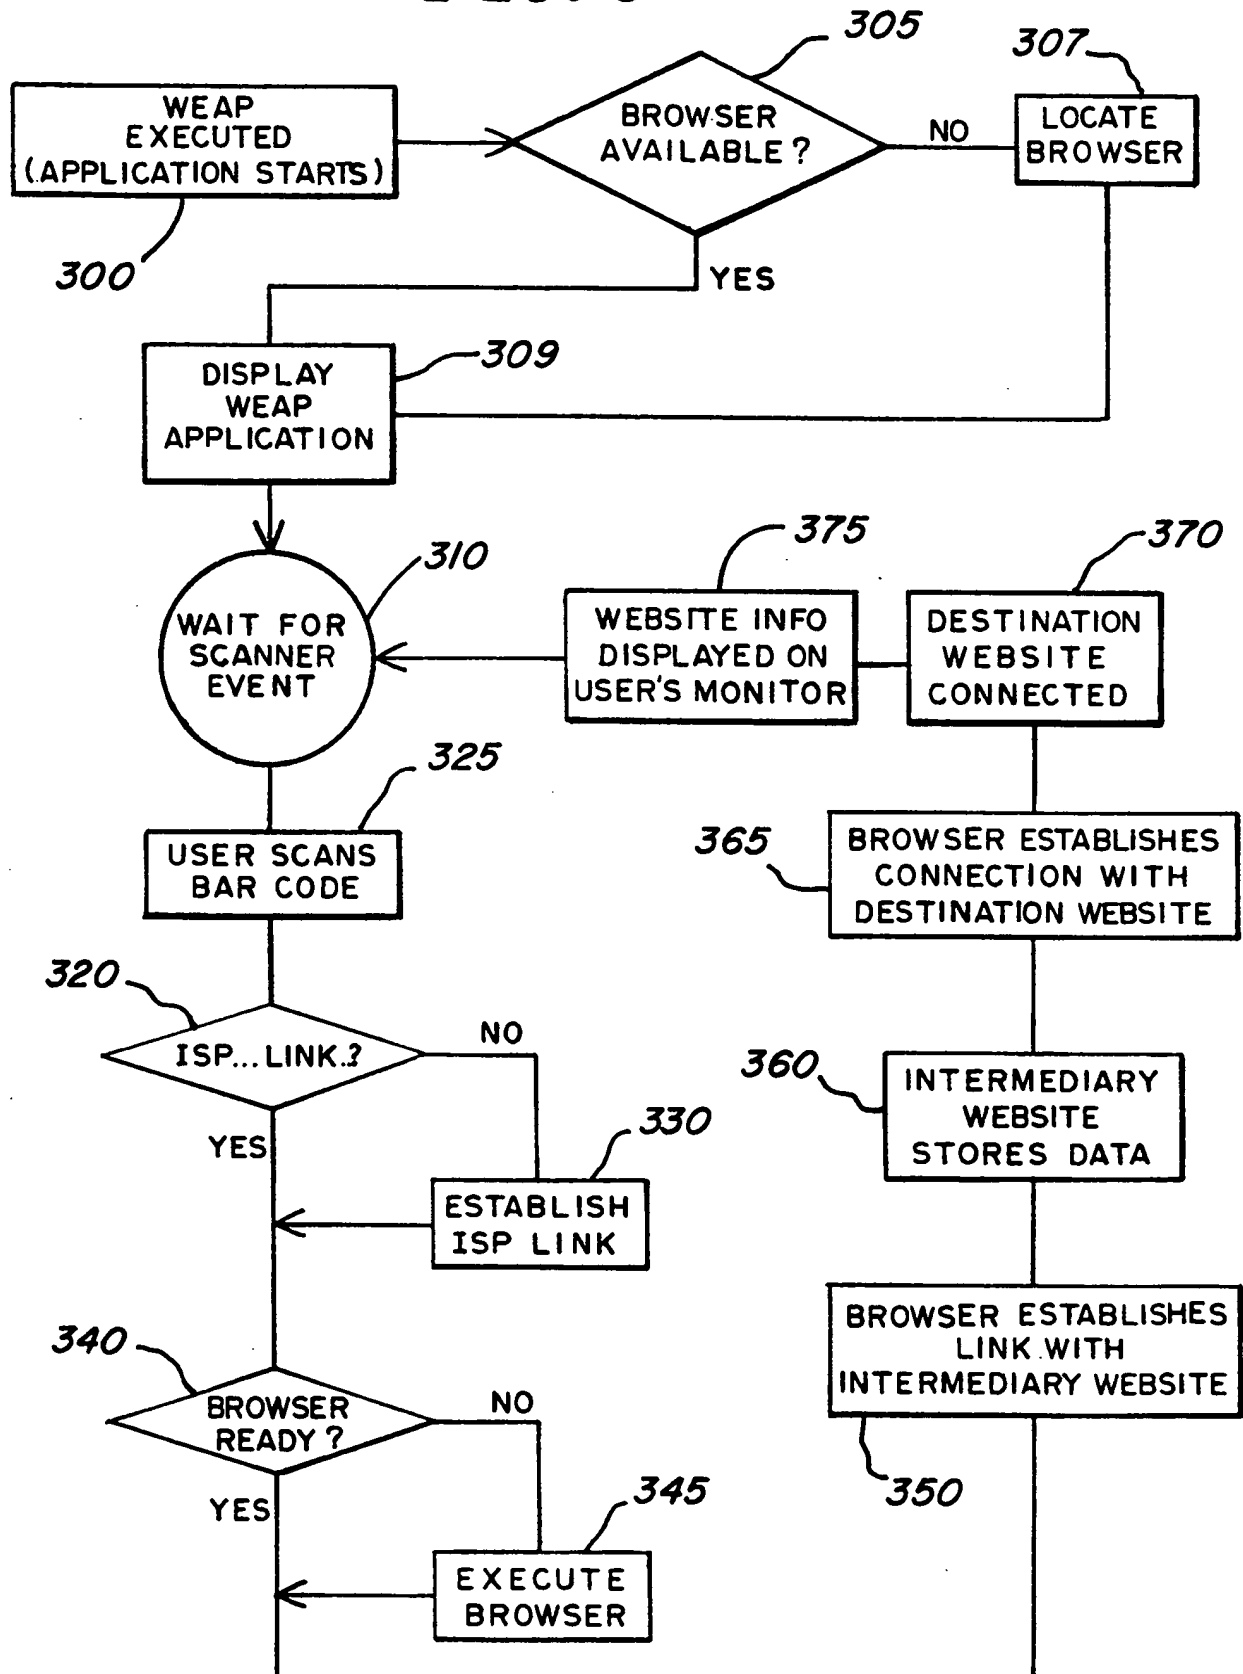 305
307
WEAP
EXECUTED
(APPLICATION STARTS)
BROWSER
AVAILABLE?
NO
LOCATE
BROWSER
300
YES
309
DISPLAY
WEAP
APPLICATION
310
375
370
WAIT FOR
SCANNER
EVENT
WEBSITE INFO
DISPLAYED ON
USER'S MONITOR
DESTINATION
WEBSITE
CONNECTED
325
USER SCANS
BAR CODE
365
BROWSER ESTABLISHES
CONNECTION WITH
DESTINATION WEBSITE
320
ISP...LINK.?
NO
YES
330
ESTABLISH
ISP LINK
360
INTERMEDIARY
WEBSITE
STORES DATA
340
BROWSER
READY?
NO
YES
345
EXECUTE
BROWSER
BROWSER ESTABLISHES
LINK WITH
INTERMEDIARY WEBSITE
350